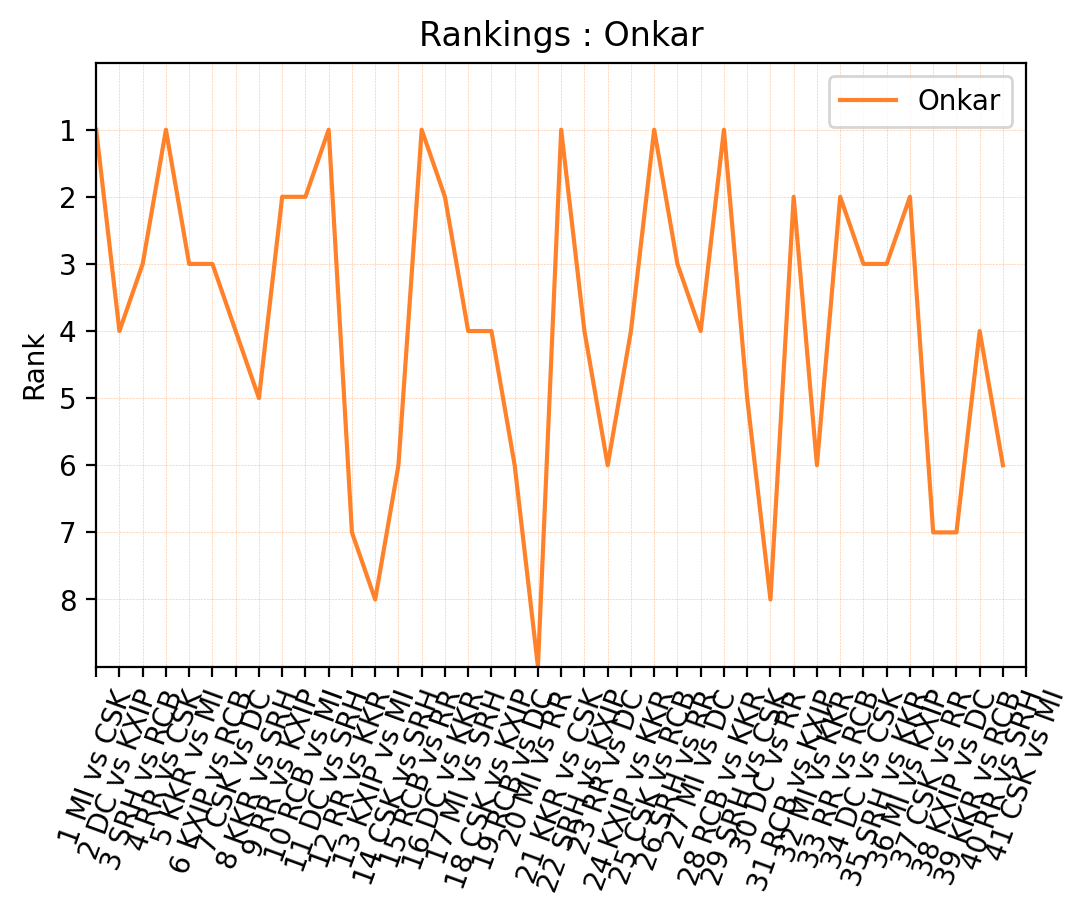 Rankings : Onkar
Onkar
Rank
1
2
3
4
5
6
7
8
1 MI vs CSK
2 DC vs KXIP
3 SRH vs RCB
4 RR vs CSK
5 KKR vs MI
6 KXIP vs RCB
7 CSK vs DC
8 KKR vs SRH
9 RR vs KXIP
10 RCB vs MI
11 DC vs SRH
12 RR vs KKR
13 KXIP vs MI
14 CSK vs SRH
15 RCB vs RR
16 DC vs KKR
17 MI vs SRH
18 CSK vs KXIP
19 RCB vs DC
20 MI vs RR
21 KKR vs CSK
22 SRH vs KXIP
23 RR vs DC
24 KXIP vs KKR
25 CSK vs RCB
26 SRH vs RR
27 MI vs DC
28 RCB vs KKR
29 SRH vs CSK
30 DC vs RR
31 RCB vs KXIP
32 MI vs KKR
33 RR vs RCB
34 DC vs CSK
35 SRH vs KKR
36 MI vs KXIP
37 CSK vs RR
38 KXIP vs DC
39 KKR vs RCB
40 RR vs SRH
41 CSK vs MI